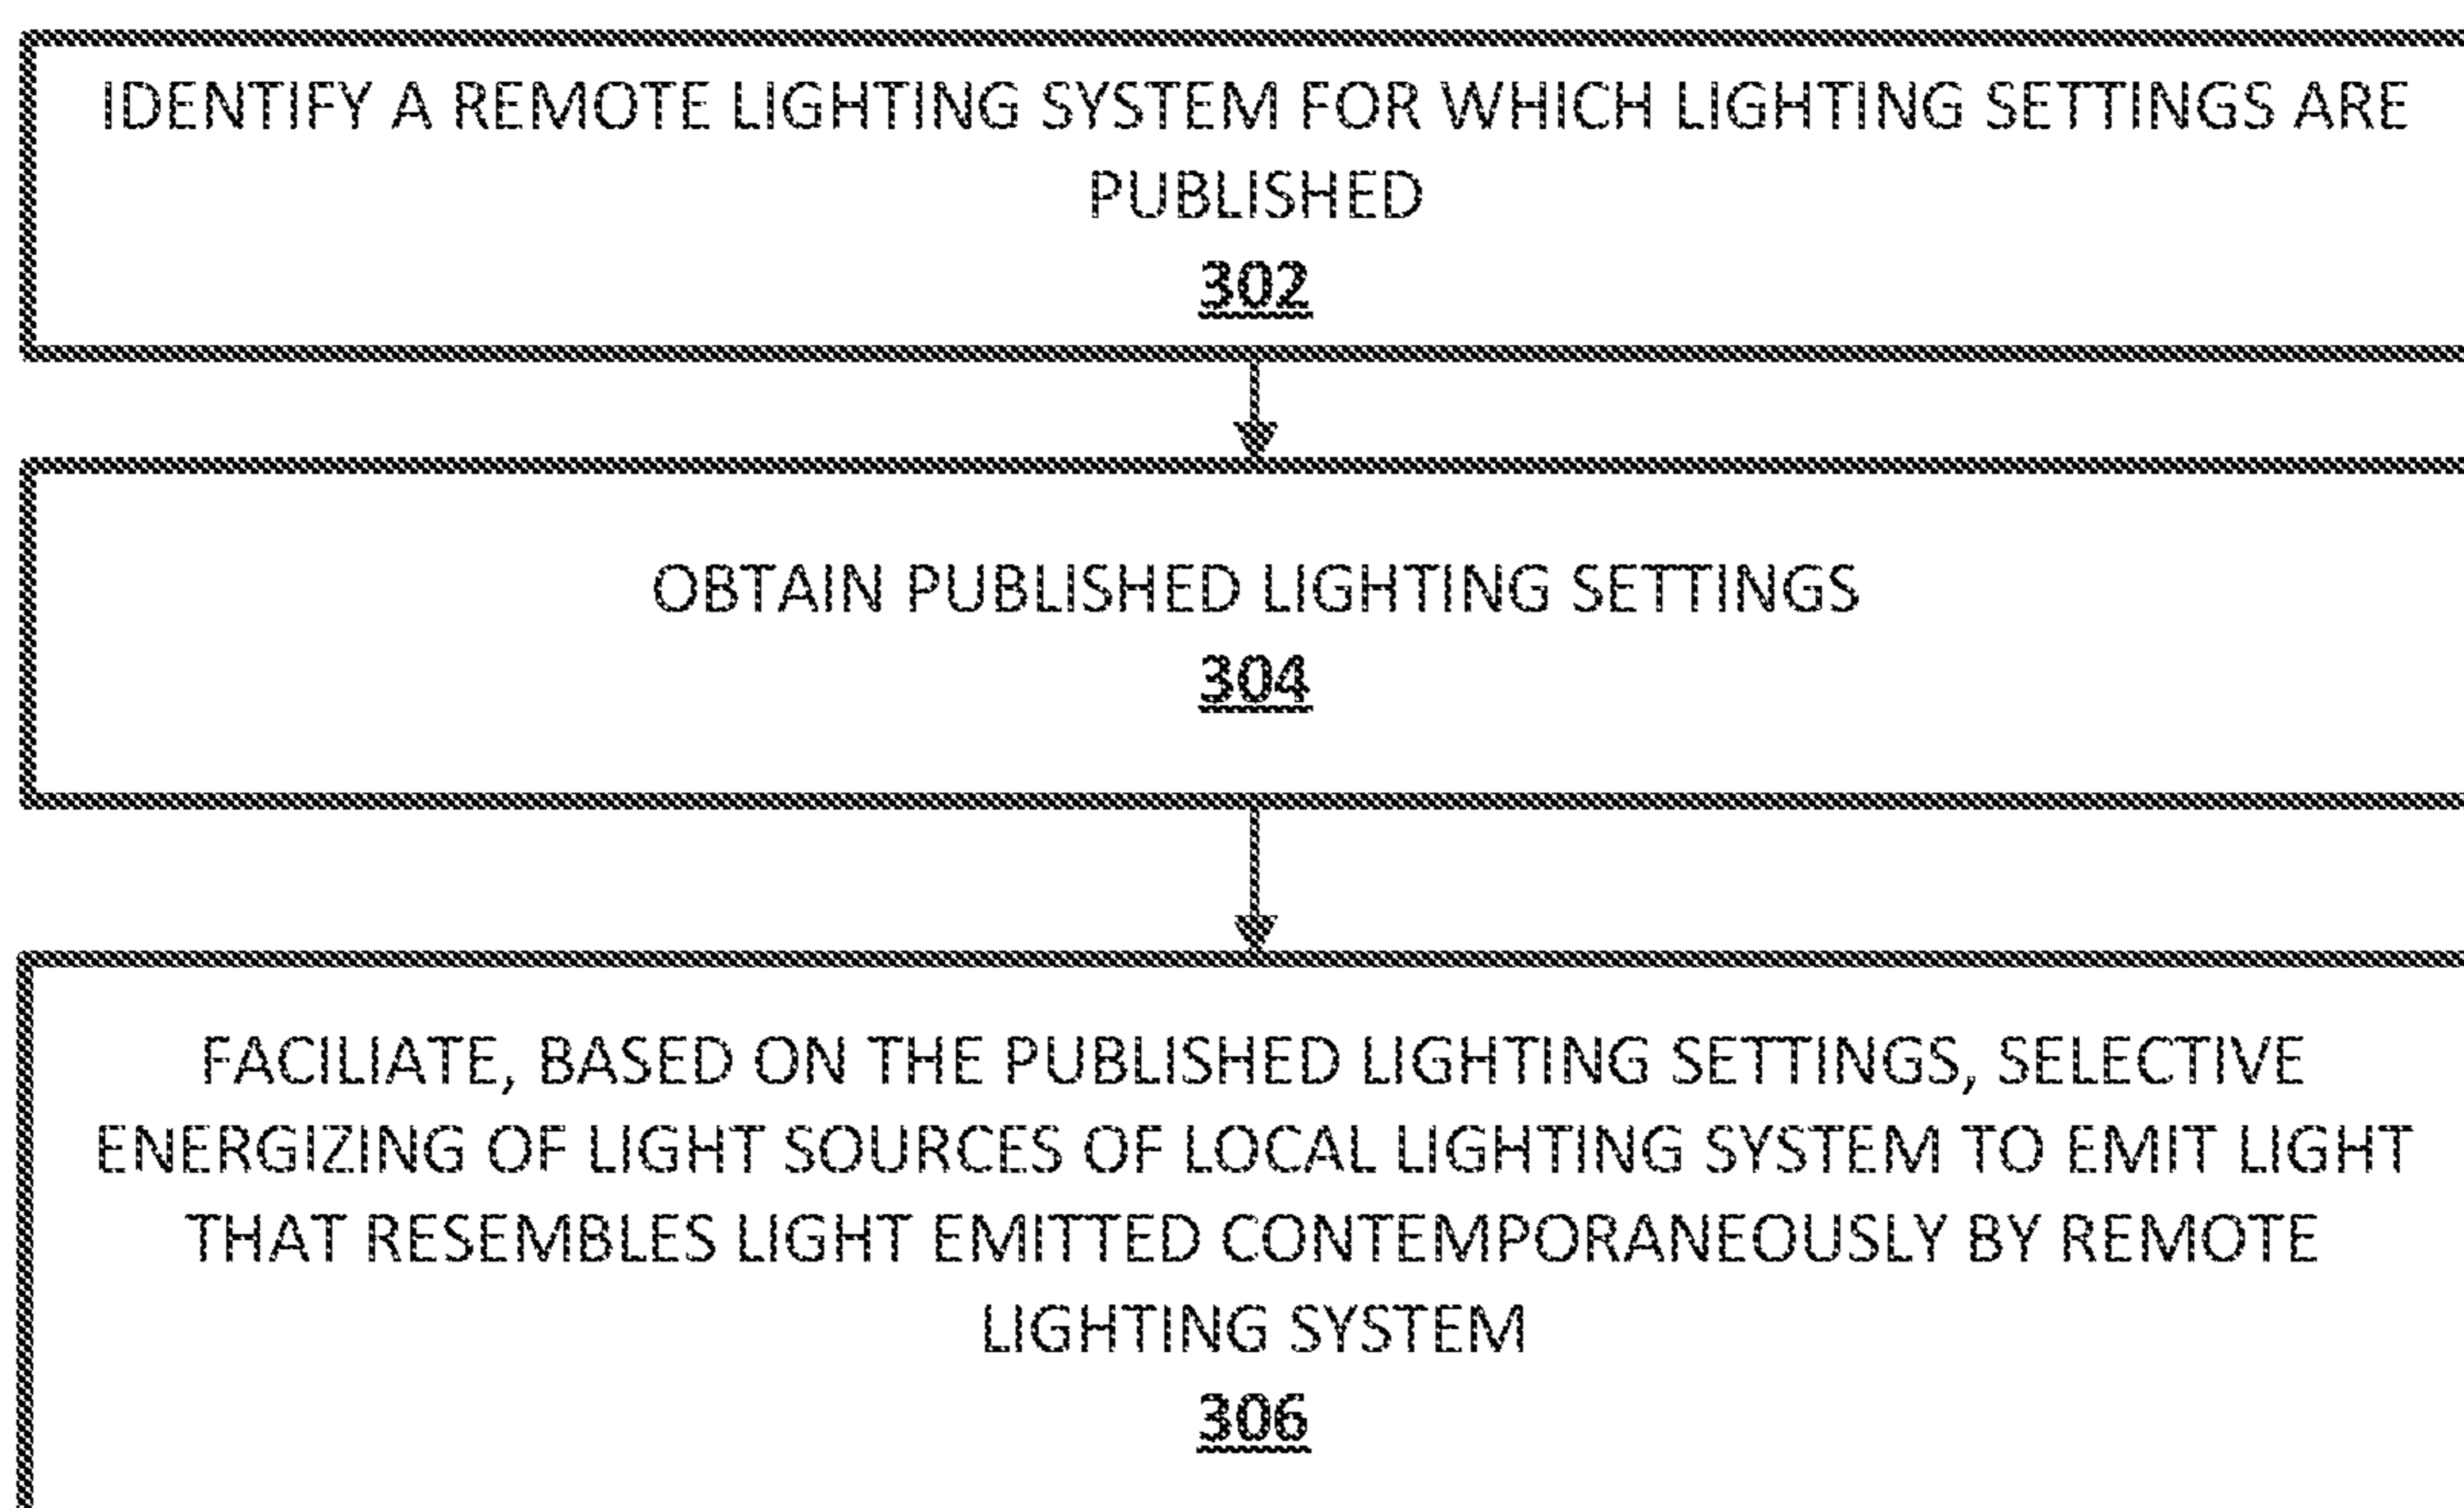 IDENTIFY A REMOTE LIGHTING SYSTEM FOR WHICH LIGHTING SETTINGS ARE
PUBLISHED
302
OBTAIN PUBLISHED LIGHTING SETTINGS
304
FACILIATE, BASED ON THE PUBLISHED LIGHTING SETTINGS, SELECTIVE
ENERGIZING OF LIGHT SOURCES OF LOCAL LIGHTING SYSTEM TO EMIT LIGHT
THAT RESEMBLES LIGHT EMITTED CONTEMPORANEOUSLY BY REMOTE
LIGHTING SYSTEM
306